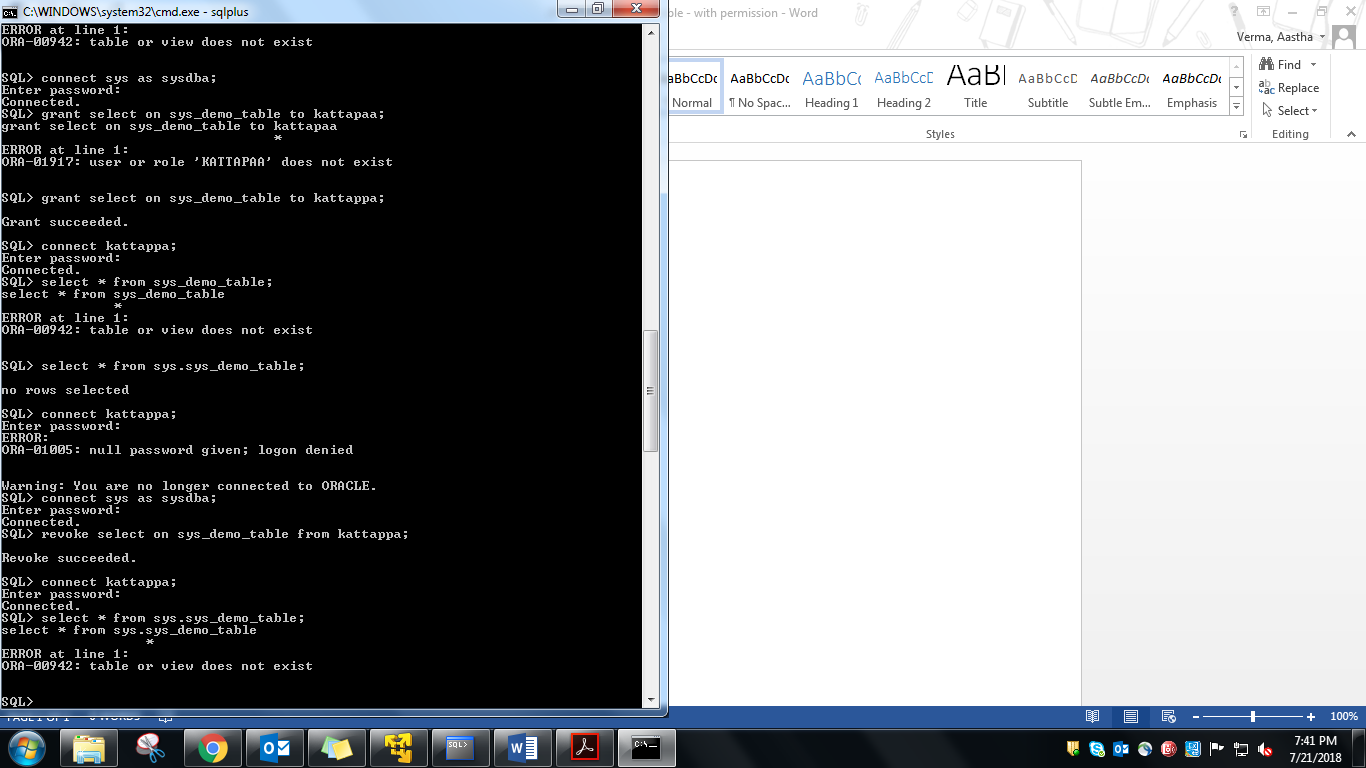 C:\WINDOWS\system32\cmd.exe - sqlplus
ERROR at line 1:
ORA-00942: table or view does not exist
SQL> connect sys as sysdba;
Enter password:
Connected.
SQL> grant select on sys_demo_table to kattapaa;
grant select on sys_demo_table to kattapaa
*
ERROR at line 1:
ORA-01917: user or role 'KATTAPAA' does not exist
SQL> grant select on sys_demo_table to kattappa;
Grant succeeded.
SQL> connect kattappa;
Enter password:
Connected.
SQL> select * from sys_demo_table;
select * from sys_demo_table
*
ERROR at line 1:
ORA-00942: table or view does not exist
SQL> select * from sys.sys_demo_table;
no rows selected
SQL> connect kattappa;
Enter password:
ERROR:
ORA-01005: null password given; logon denied
Warning: You are no longer connected to ORACLE.
SQL> connect sys as sysdba;
Enter password:
Connected.
SQL> revoke select on sys_demo_table from kattappa;
Revoke succeeded.
SQL> connect kattappa;
Enter password:
Connected.
SQL> select * from sys.sys_demo_table;
select * from sys.sys_demo_table
*
ERROR at line 1:
ORA-00942: table or view does not exist
SQL>
ble - with permission - Word
Verma, Aastha
AaBbCcDc AaBbCcDc AaBbCc AaBbCcD AaBl AaBbCcD AaBbCcDc AaBbCcDc
Normal ¶ No Spac... Heading 1 Heading 2 Title Subtitle Subtle Em... Emphasis
Styles
Find
Replace
Select
Editing
100%
SQL>
C:\_
7:41 PM
7/21/2018